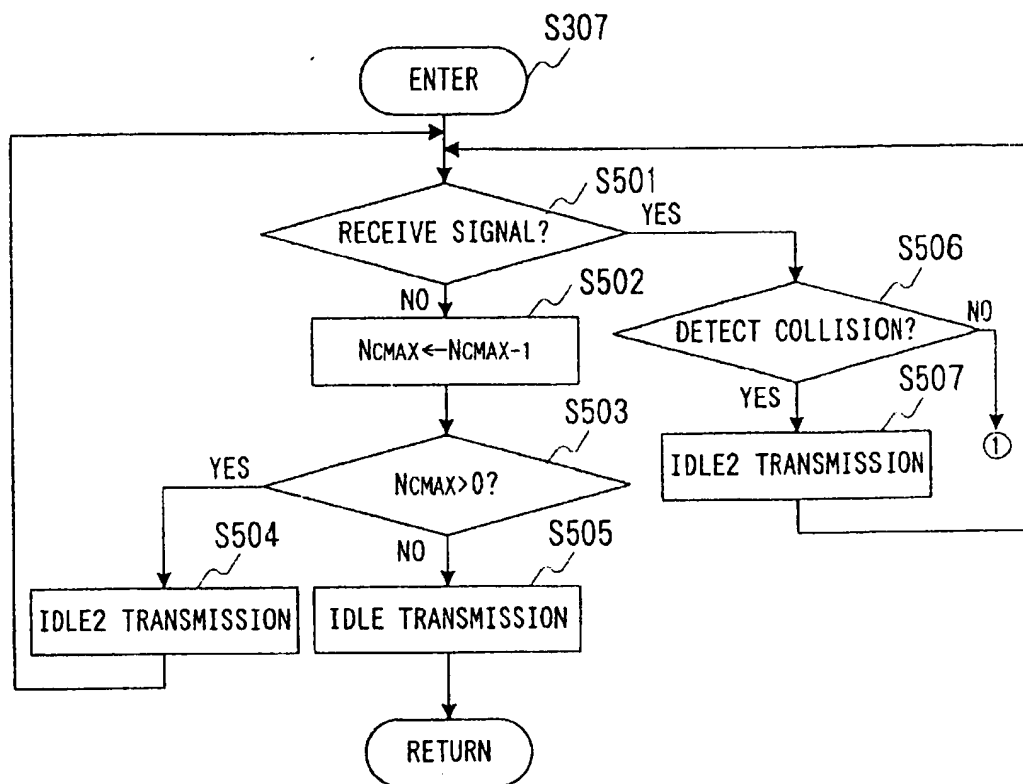 S307
ENTER
S501
RECEIVE SIGNAL?
YES
NO
S502
NCMAX←NCMAX-1
S506
DETECT COLLISION?
NO
YES
S507
IDLE2 TRANSMISSION
①
S503
NCMAX>0?
YES
NO
S504
IDLE2 TRANSMISSION
S505
IDLE TRANSMISSION
RETURN